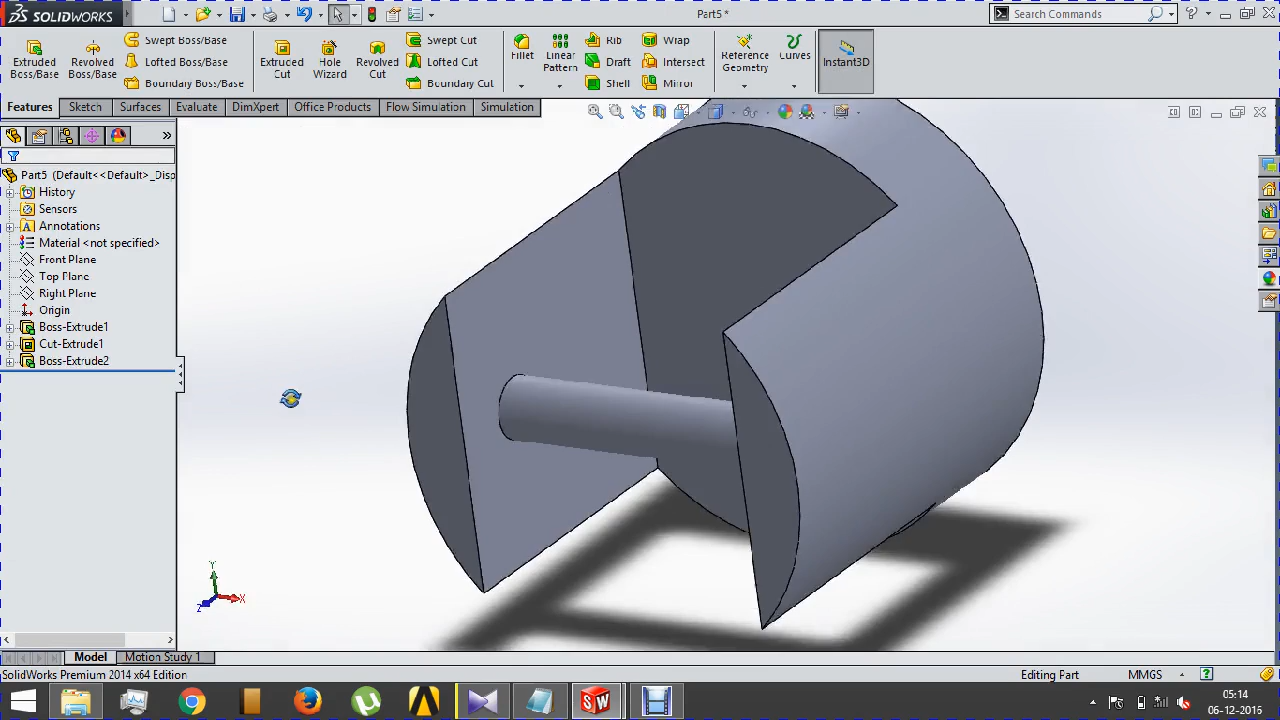 SOLIDWORKS
Part5 *
Search Commands
Extruded Boss/Base
Revolved Boss/Base
Swept Boss/Base
Lofted Boss/Base
Boundary Boss/Base
Extruded Cut
Hole Wizard
Revolved Cut
Swept Cut
Lofted Cut
Boundary Cut
Fillet
Linear Pattern
Rib
Draft
Shell
Wrap
Intersect
Mirror
Reference Geometry
Curves
Instant3D
Features
Sketch
Surfaces
Evaluate
DimXpert
Office Products
Flow Simulation
Simulation
Part5 (Default<<Default>_Disp
History
Sensors
Annotations
Material <not specified>
Front Plane
Top Plane
Right Plane
Origin
Boss-Extrude1
Cut-Extrude1
Boss-Extrude2
Y
X
Z
Model
Motion Study 1
SolidWorks Premium 2014 x64 Edition
Editing Part
MMGS
05:14
06-12-2016